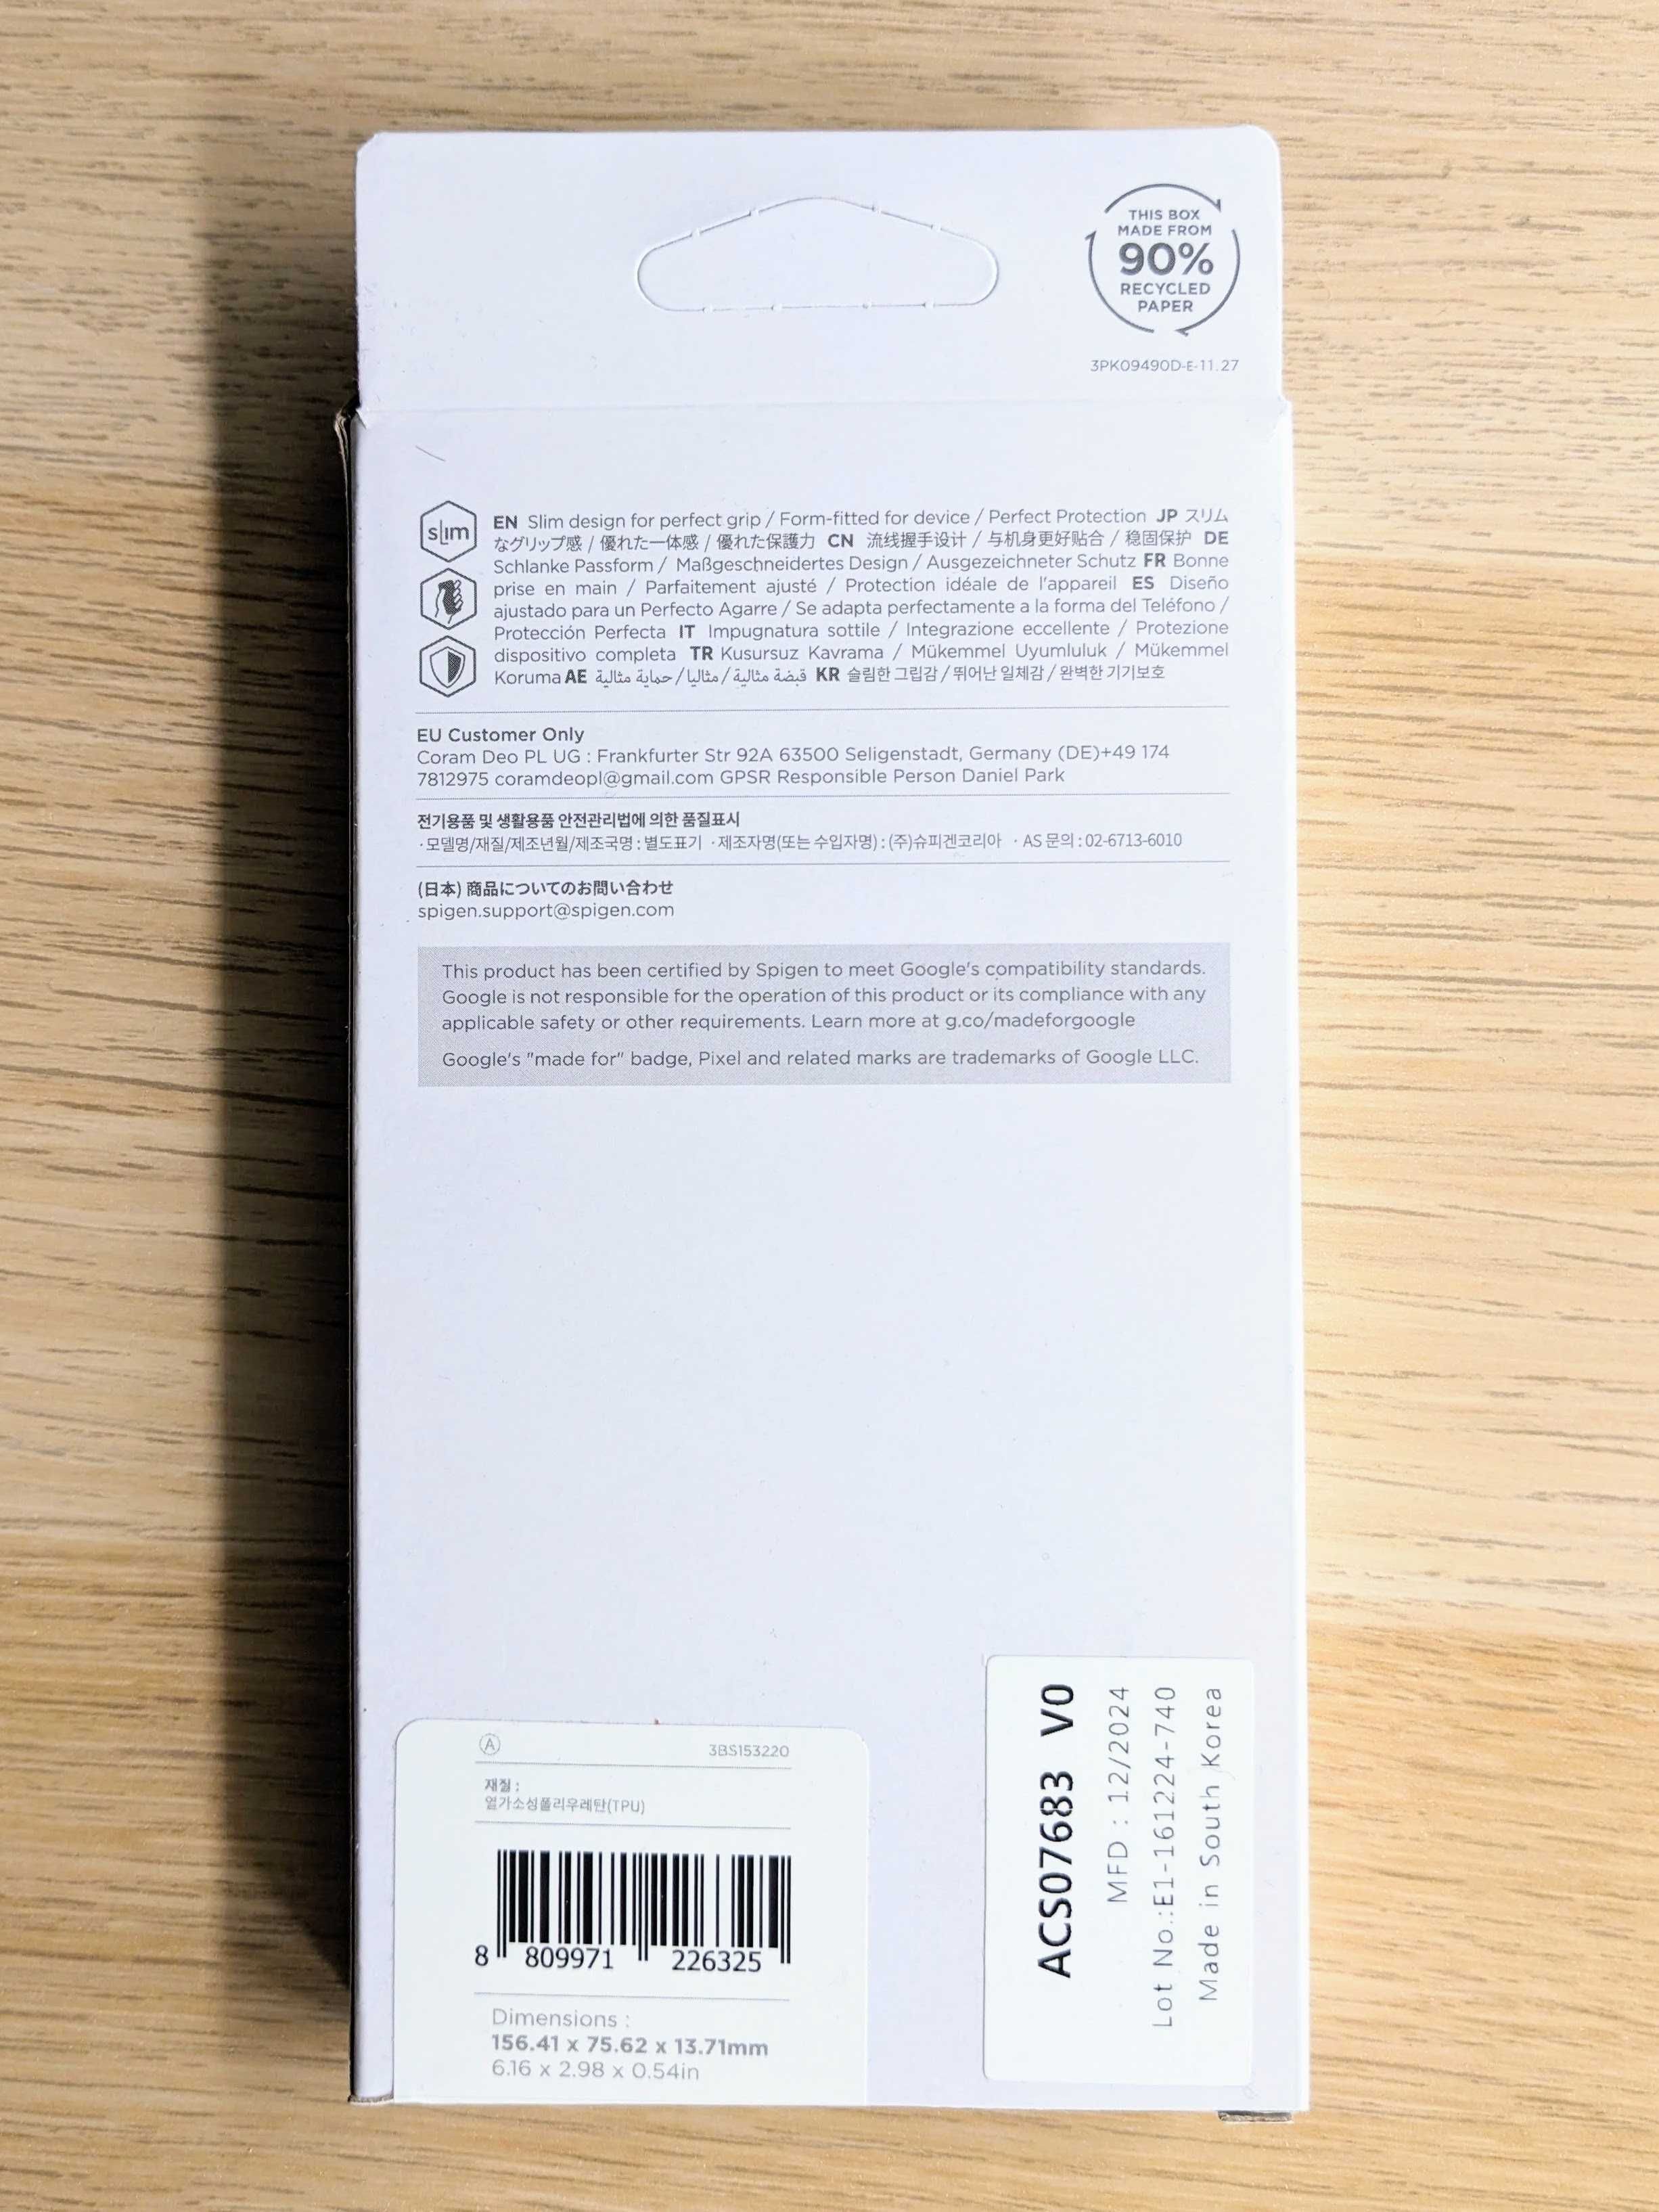 THIS BOX
MADE FROM
90%
RECYCLED
PAPER
3PK09490D-E-11.27
slim
EN Slim design for perfect grip / Form-fitted for device / Perfect Protection JP スリム
なグリップ感 / 優れた一体感 / 優れた保護力 CN 流线握手设计 / 与机身更好贴合 / 稳固保护 DE
Schlanke Passform / Maßgeschneidertes Design / Ausgezeichneter Schutz FR Bonne
prise en main / Parfaitement ajusté / Protection idéale de l'appareil ES Diseño
ajustado para un Perfecto Agarre / Se adapta perfectamente a la forma del Teléfono /
Protección Perfecta IT Impugnatura sottile / Integrazione eccellente / Protezione
dispositivo completa TR Kusursuz Kavrama / Mükemmel Uyumluluk / Mükemmel
Koruma AE قبضة مثالية / مثاليا / حماية مثالية KR 슬림한 그립감 / 뛰어난 일체감 / 완벽한 기기보호
EU Customer Only
Coram Deo PL UG : Frankfurter Str 92A 63500 Seligenstadt, Germany (DE)+49 174
7812975 coramdeopl@gmail.com GPSR Responsible Person Daniel Park
전기용품 및 생활용품 안전관리법에 의한 품질표시
· 모델명/재질/제조년월/제조국명 : 별도표기 · 제조자명(또는 수입자명) : (주)슈피겐코리아 · AS 문의 : 02-6713-6010
(日本) 商品についてのお問い合わせ
spigen.support@spigen.com
This product has been certified by Spigen to meet Google's compatibility standards.
Google is not responsible for the operation of this product or its compliance with any
applicable safety or other requirements. Learn more at g.co/madeforgoogle
Google's "made for" badge, Pixel and related marks are trademarks of Google LLC.
Ⓐ 3BS153220
재질 :
열가소성폴리우레탄(TPU)
8 809971 226325
Dimensions :
156.41 x 75.62 x 13.71mm
6.16 x 2.98 x 0.54in
ACS07683 V0
MFD : 12/2024
Lot No.:E1-161224-740
Made in South Korea